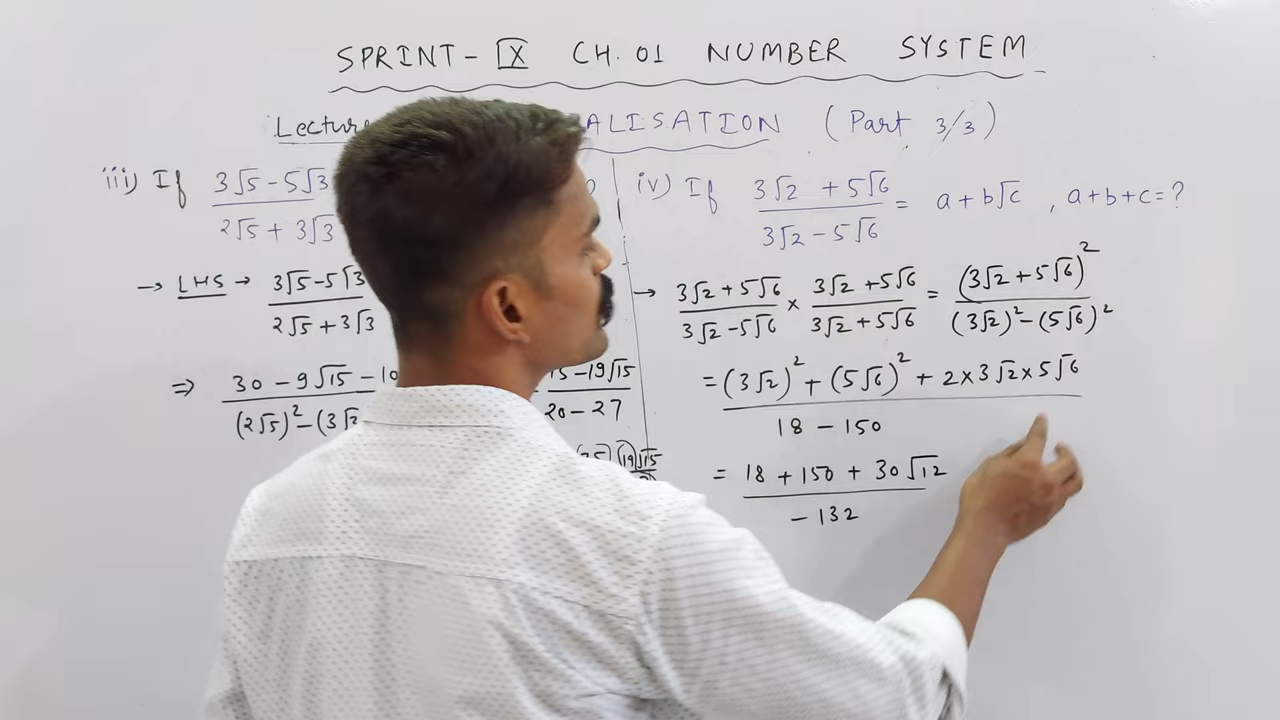 SPRINT - IX CH. 01 NUMBER SYSTEM
Lecture ALISATION (Part 3/3)
iii) If 3√5 - 5√3 / 2√5 + 3√3
→ LHS → 3√5 - 5√3 / 2√5 + 3√3
⇒ 30 - 9√15 - 10 / (2√5)² - (3√3 15 - 19√15 / 20 - 27
19√15
iv) If 3√2 + 5√6 / 3√2 - 5√6 = a + b√c , a + b + c = ?
→ 3√2 + 5√6 / 3√2 - 5√6 × 3√2 + 5√6 / 3√2 + 5√6 = (3√2 + 5√6)² / (3√2)² - (5√6)²
= (3√2)² + (5√6)² + 2 × 3√2 × 5√6 / 18 - 150
= 18 + 150 + 30√12 / - 132